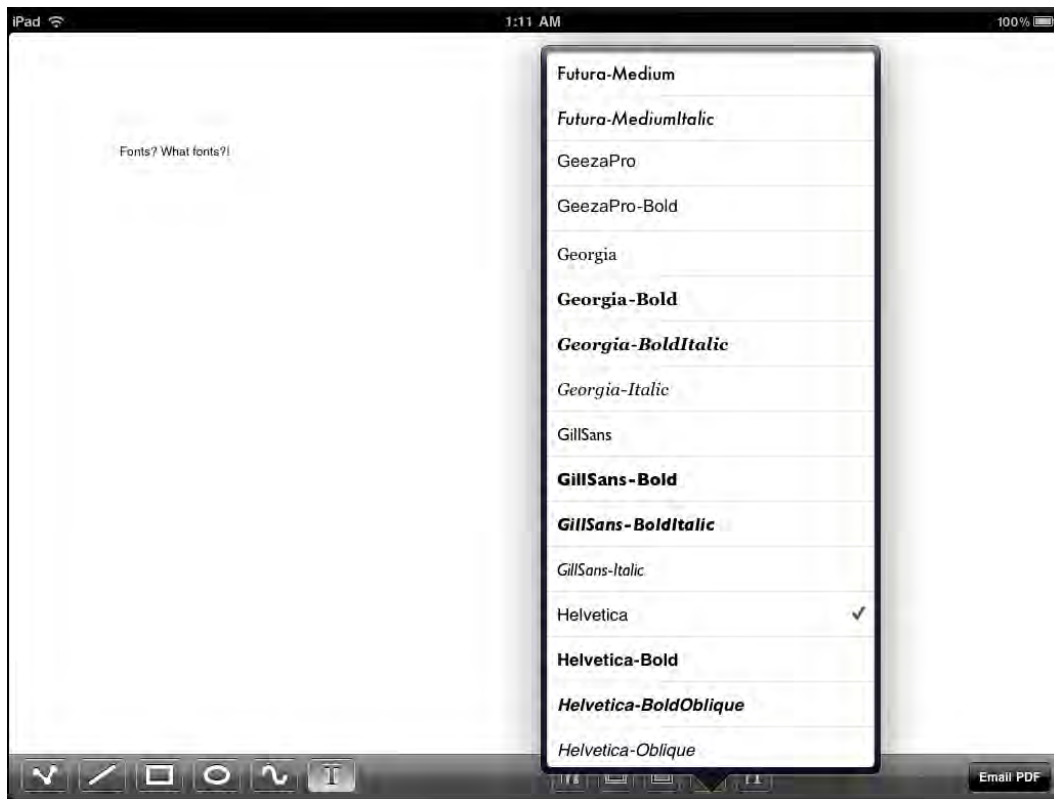 iPad 1:11 AM 100%
Fonts? What fonts?!
Futura-Medium
Futura-MediumItalic
GeezaPro
GeezaPro-Bold
Georgia
Georgia-Bold
Georgia-BoldItalic
Georgia-Italic
GillSans
GillSans-Bold
GillSans-BoldItalic
GillSans-Italic
Helvetica
Helvetica-Bold
Helvetica-BoldOblique
Helvetica-Oblique
Email PDF